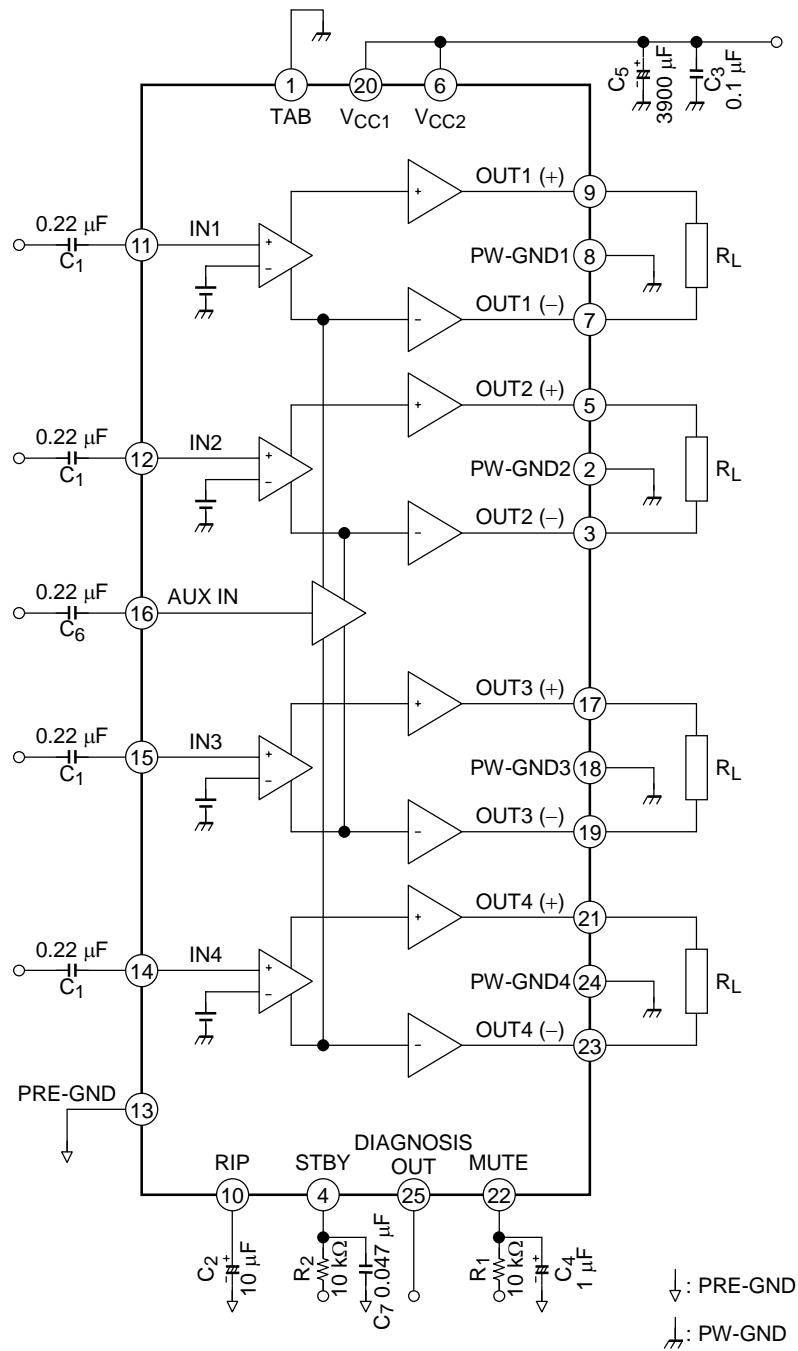 C5
3900 μF
C3
0.1 μF
1
20
6
TAB
VCC1
VCC2
OUT1 (+)
9
0.22 μF
C1
11
IN1
+
−
+
PW-GND1
8
RL
OUT1 (−)
−
7
OUT2 (+)
+
5
0.22 μF
C1
12
IN2
+
−
PW-GND2
2
RL
OUT2 (−)
−
3
0.22 μF
C6
16
AUX IN
OUT3 (+)
+
17
0.22 μF
C1
15
IN3
+
−
PW-GND3
18
RL
OUT3 (−)
−
19
OUT4 (+)
+
21
0.22 μF
C1
14
IN4
+
−
PW-GND4
24
RL
OUT4 (−)
−
23
PRE-GND
13
RIP
STBY
DIAGNOSIS
OUT
MUTE
10
4
25
22
C2
10 μF
R2
10 kΩ
C7 0.047 μF
R1
10 kΩ
C4
1 μF
: PRE-GND
: PW-GND